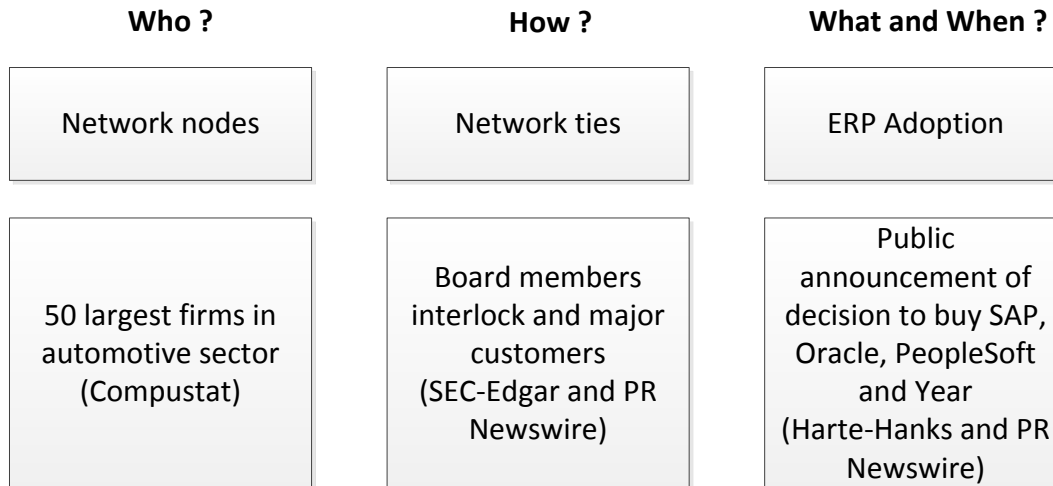 Who ?
How ?
What and When ?
Network nodes
Network ties
ERP Adoption
50 largest firms in
automotive sector
(Compustat)
Board members
interlock and major
customers
(SEC-Edgar and PR
Newswire)
Public
announcement of
decision to buy SAP,
Oracle, PeopleSoft
and Year
(Harte-Hanks and PR
Newswire)